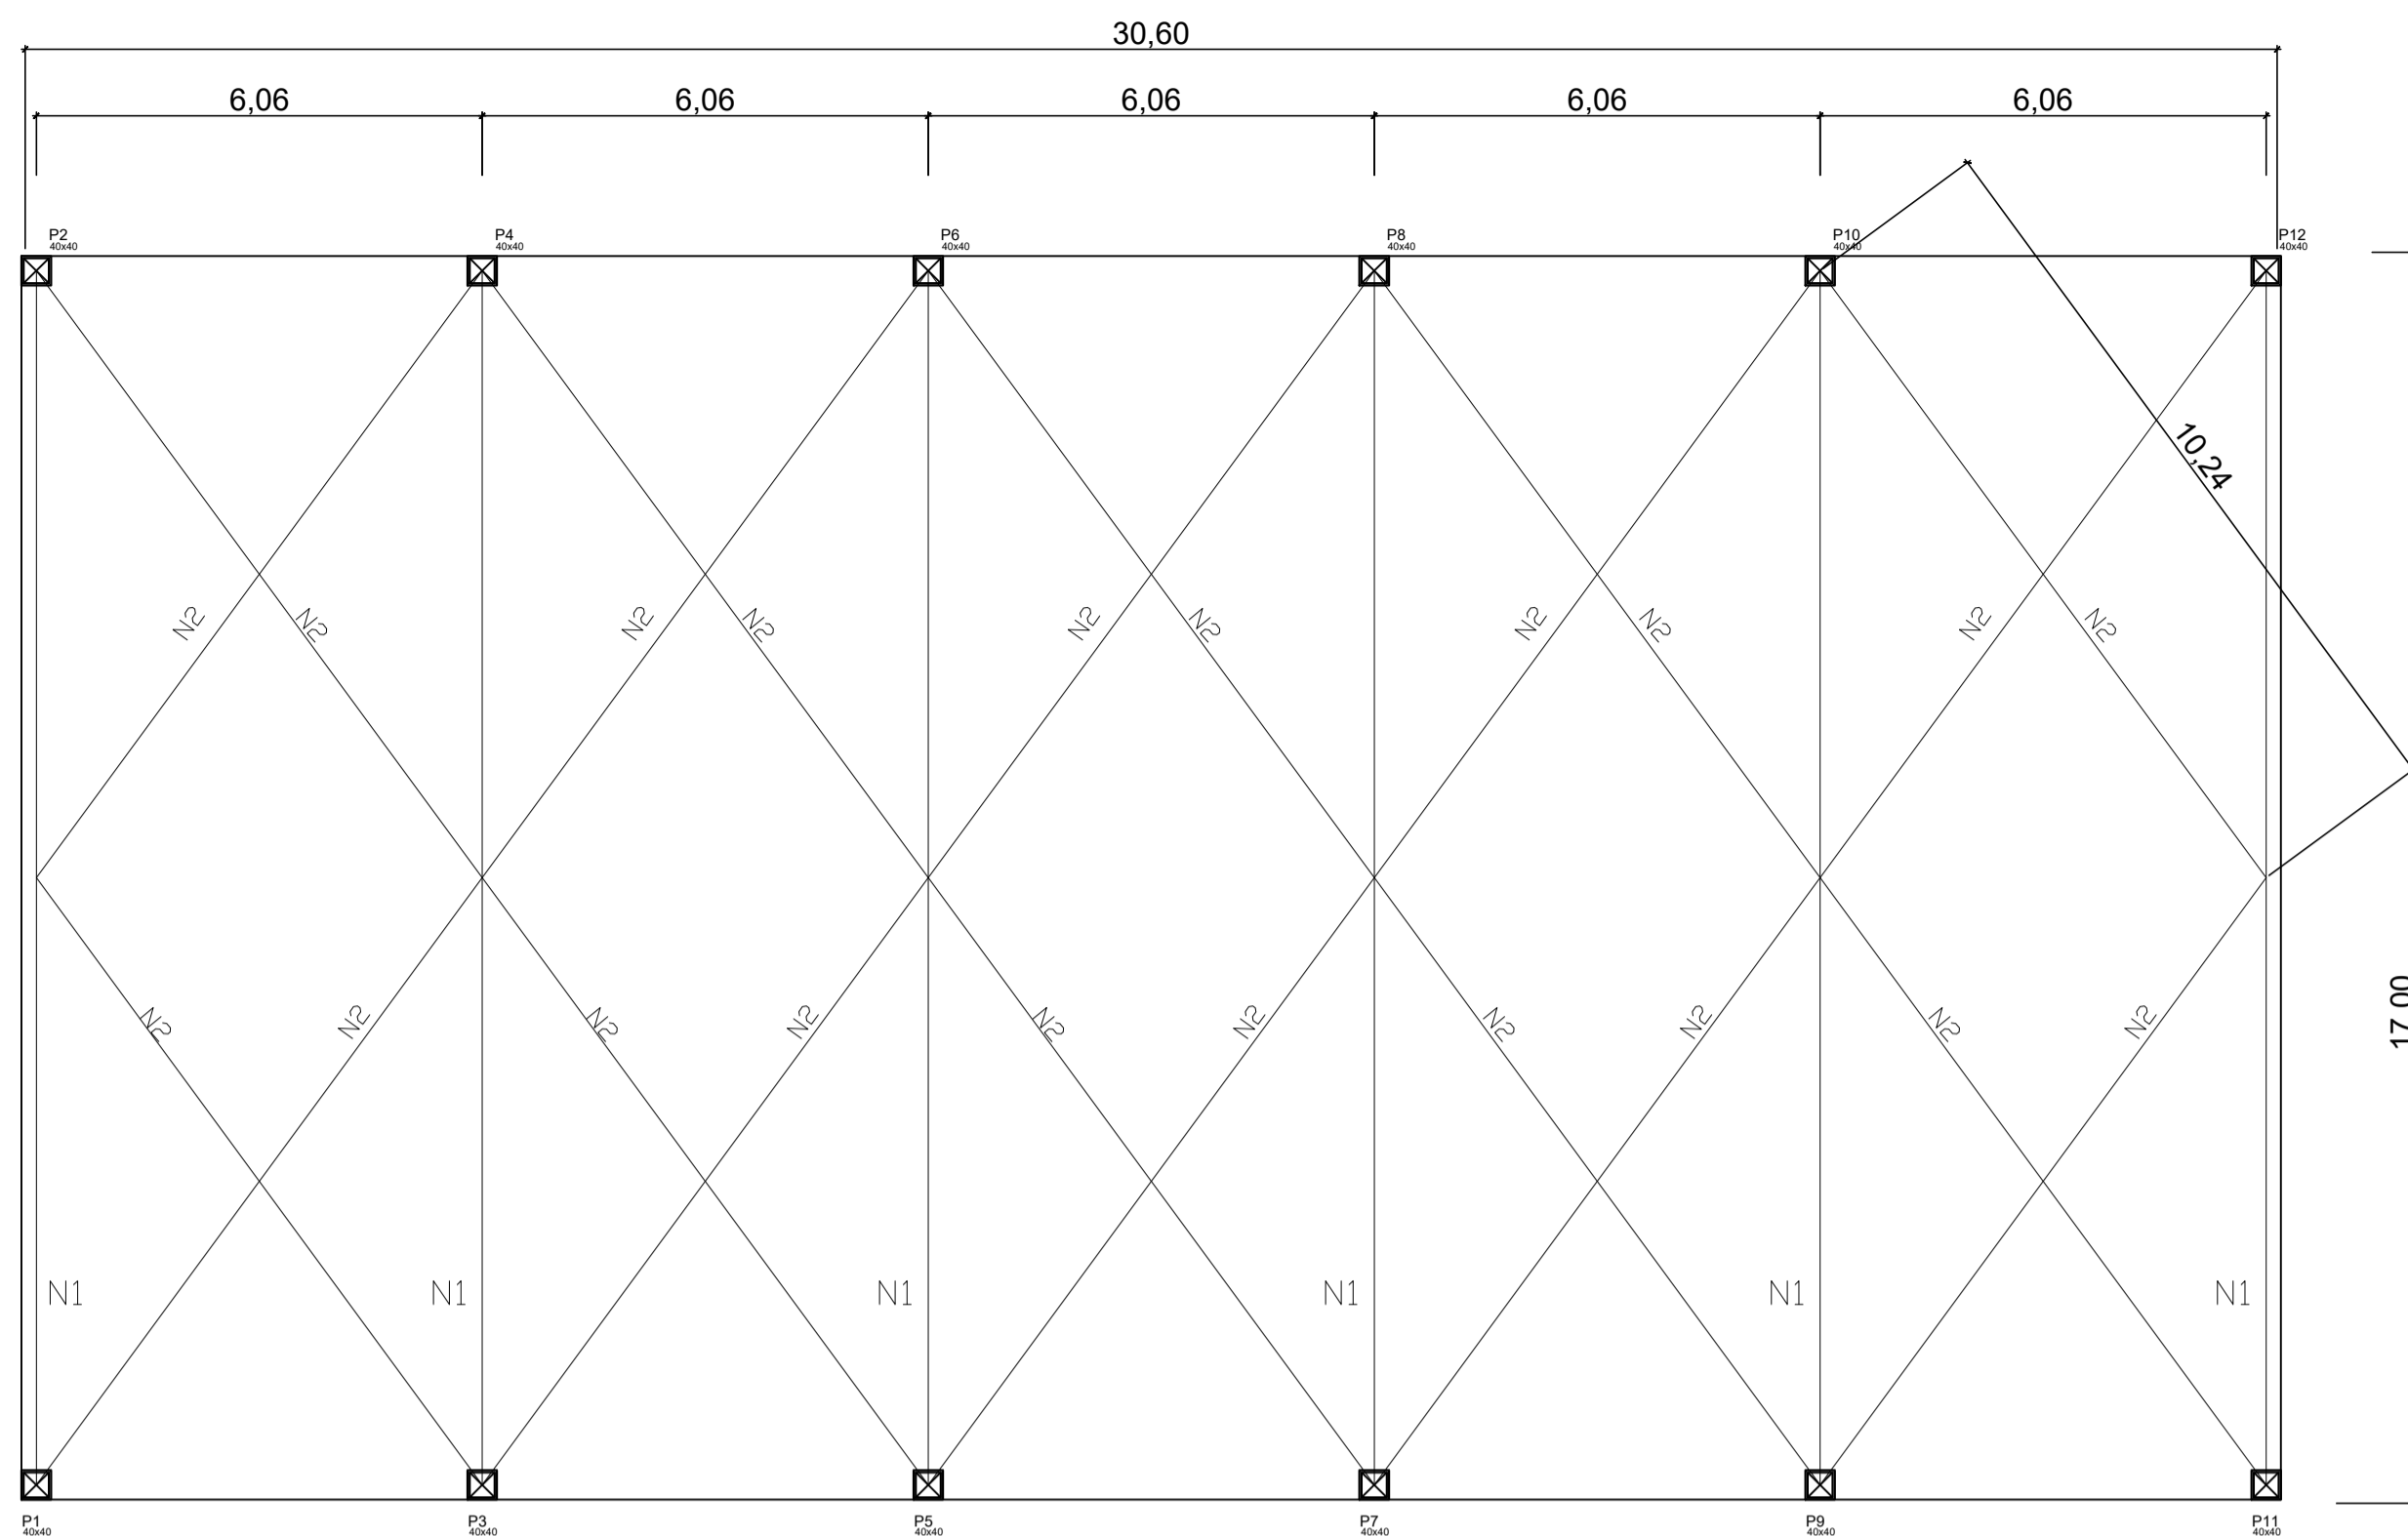 30,60
6,06 6,06 6,06 6,06 6,06
P2 P4 P6 P8 P10 P12
40x40 40x40 40x40 40x40 40x40 40x40
10,24
N2 N2 N2 N2 N2 N2 N2 N2 N2 N2
17,00
N2 N2 N2 N2 N2 N2 N2 N2 N2 N2
N1 N1 N1 N1 N1 N1
P1 P3 P5 P7 P9 P11
40x40 40x40 40x40 40x40 40x40 40x40